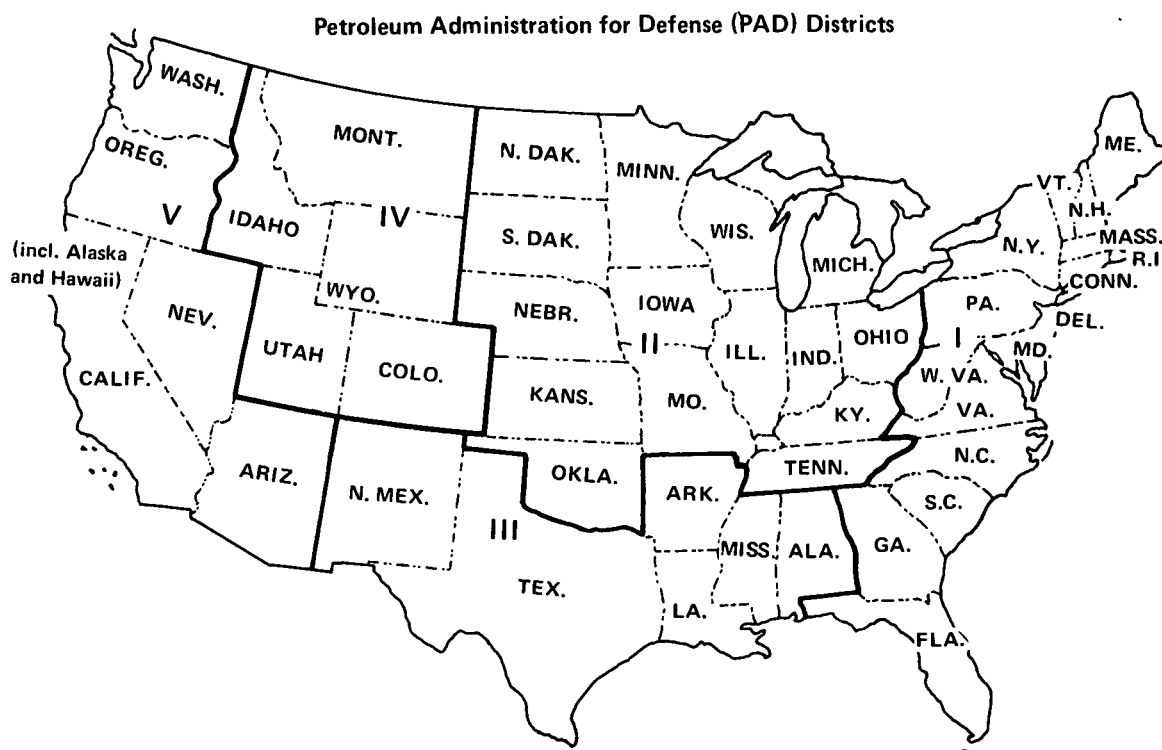 Petroleum Administration for Defense (PAD) Districts
WASH.
MONT.
N. DAK.
MINN.
ME.
OREG.
VT.
N.H.
V
IDAHO
IV
S. DAK.
WIS.
MICH.
N.Y.
MASS.
R.I
CONN.
(incl. Alaska
and Hawaii)
NEV.
WYO.
NEBR.
IOWA
PA.
DEL.
UTAH
COLO.
II
ILL.
IND.
OHIO
I
MD.
CALIF.
KANS.
MO.
KY.
W. VA.
VA.
ARIZ.
N. MEX.
OKLA.
ARK.
TENN.
N.C.
S.C.
III
TEX.
MISS.
ALA.
GA.
LA.
FLA.